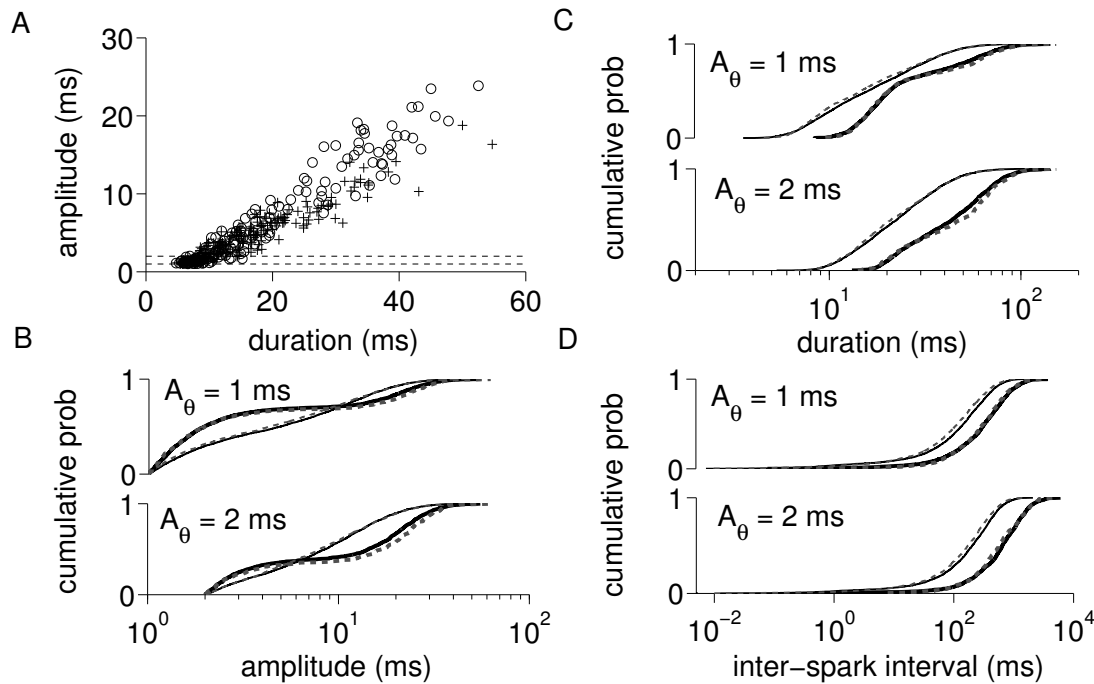 A
30
20
10
0
amplitude (ms)
0 20 40 60
duration (ms)
B
1
A_θ = 1 ms
0
1
A_θ = 2 ms
0
cumulative prob
10^0 10^1 10^2
amplitude (ms)
C
1
A_θ = 1 ms
0
1
A_θ = 2 ms
0
cumulative prob
10^1 10^2
duration (ms)
D
1
A_θ = 1 ms
0
1
A_θ = 2 ms
0
cumulative prob
10^−2 10^0 10^2 10^4
inter−spark interval (ms)